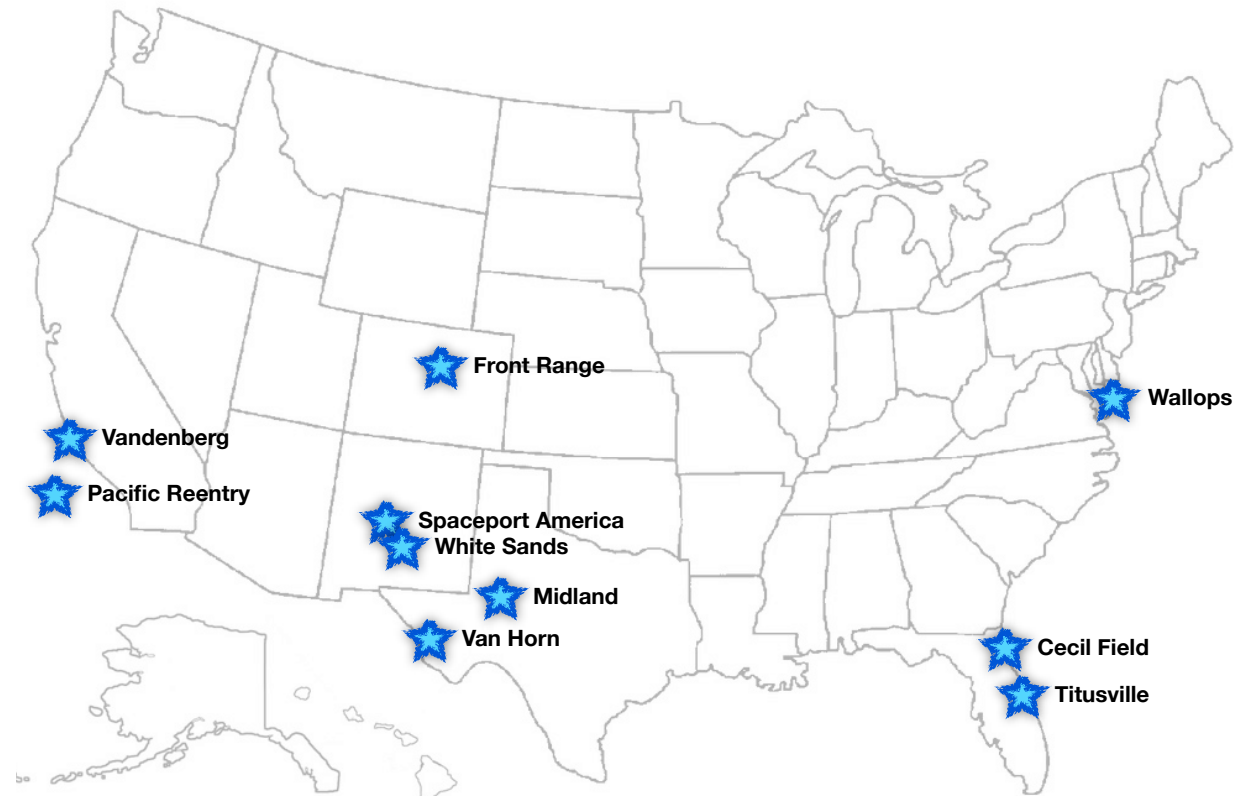 Front Range
Wallops
Vandenberg
Pacific Reentry
Spaceport America
White Sands
Midland
Van Horn
Cecil Field
Titusville